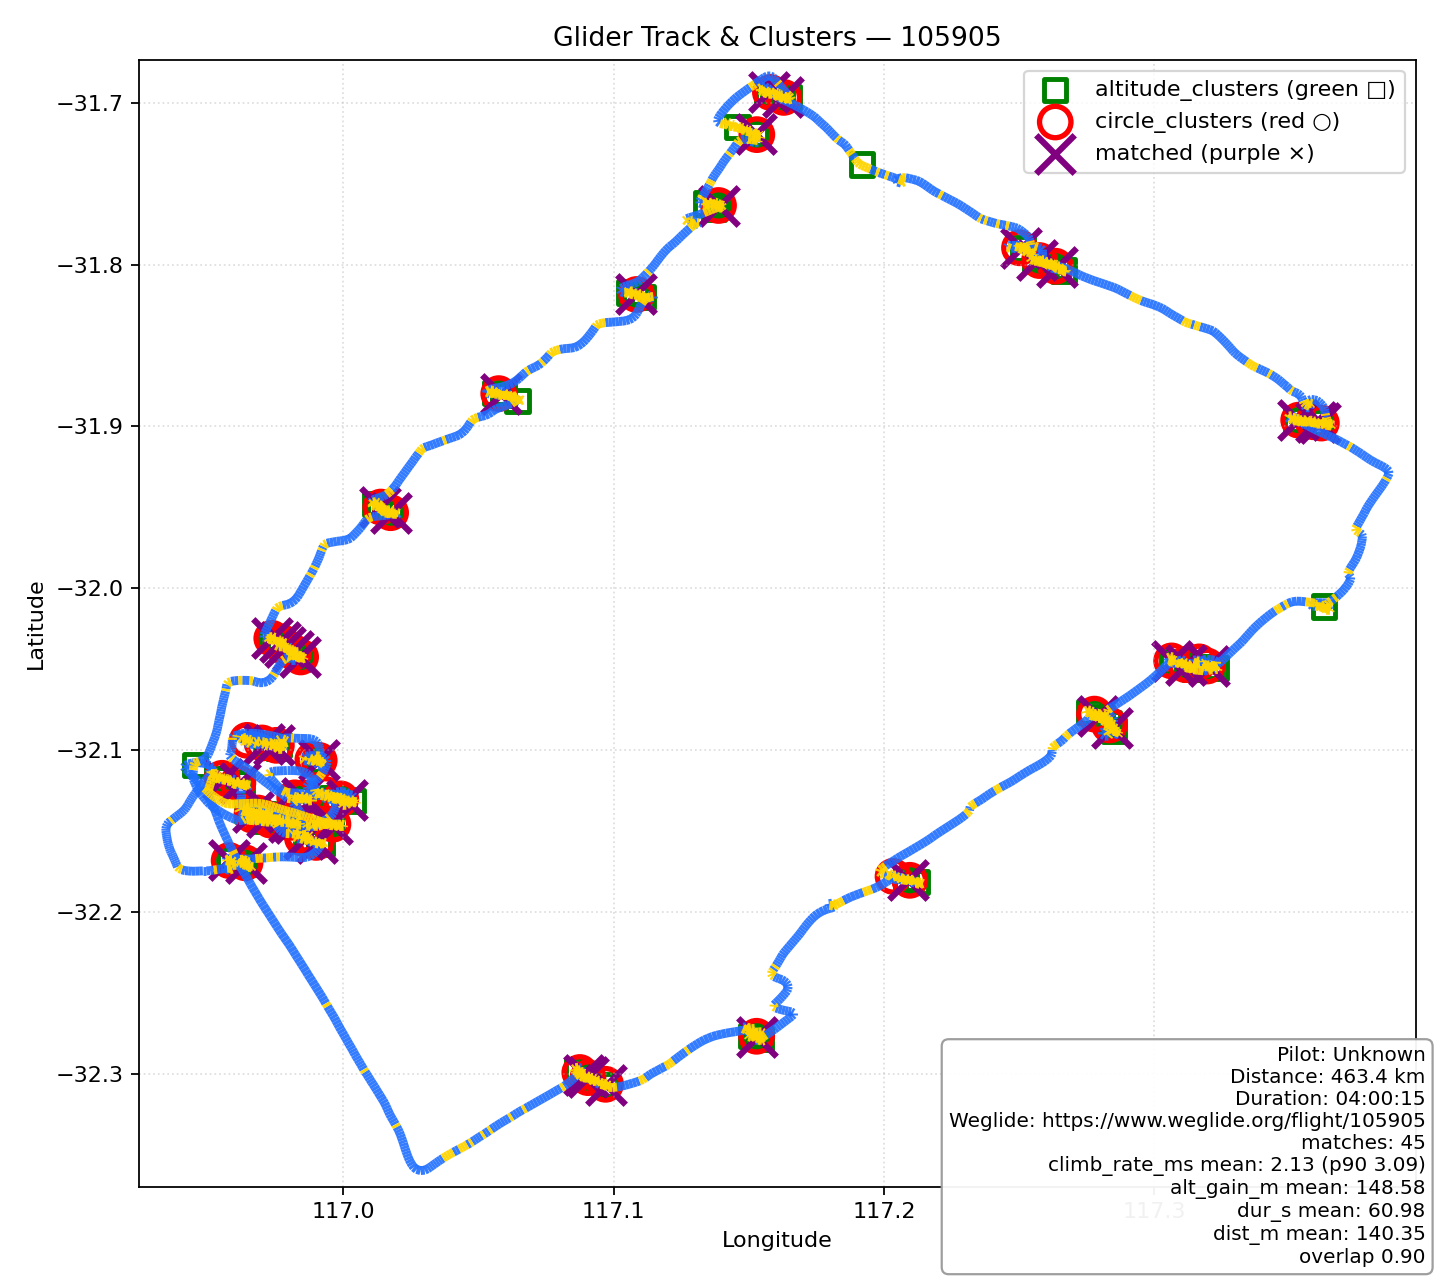 Glider Track & Clusters — 105905
altitude_clusters (green □)
circle_clusters (red ○)
matched (purple ×)
−31.7
−31.8
−31.9
−32.0
−32.1
−32.2
−32.3
Latitude
117.0
117.1
117.2
117.3
Longitude
Pilot: Unknown
Distance: 463.4 km
Duration: 04:00:15
Weglide: https://www.weglide.org/flight/105905
matches: 45
climb_rate_ms mean: 2.13 (p90 3.09)
alt_gain_m mean: 148.58
dur_s mean: 60.98
dist_m mean: 140.35
overlap 0.90